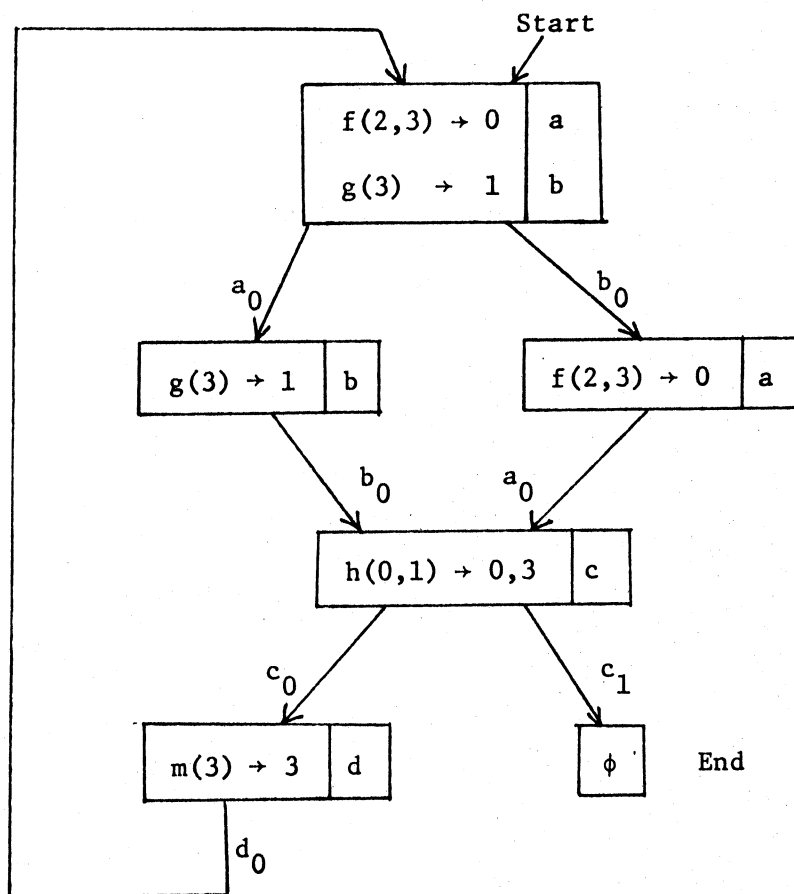 Start
f(2,3) → 0 a
g(3) → 1 b
a0 b0
g(3) → 1 b f(2,3) → 0 a
b0 a0
h(0,1) → 0,3 c
c0 c1
m(3) → 3 d ϕ End
d0